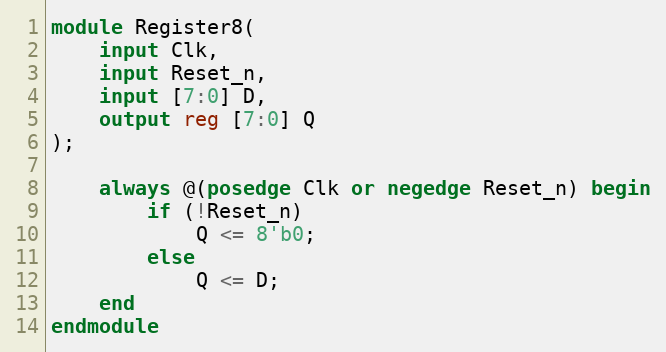 1 module Register8(
2     input Clk,
3     input Reset_n,
4     input [7:0] D,
5     output reg [7:0] Q
6 );
7
8     always @(posedge Clk or negedge Reset_n) begin
9         if (!Reset_n)
10             Q <= 8'b0;
11         else
12             Q <= D;
13     end
14 endmodule